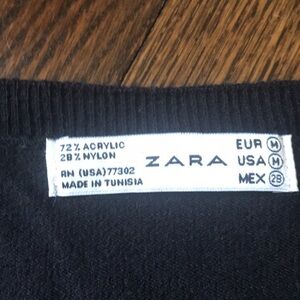 72% ACRYLIC
28% NYLON
RN (USA) 77302
MADE IN TUNISIA
ZARA
EUR M
USA M
MEX 28